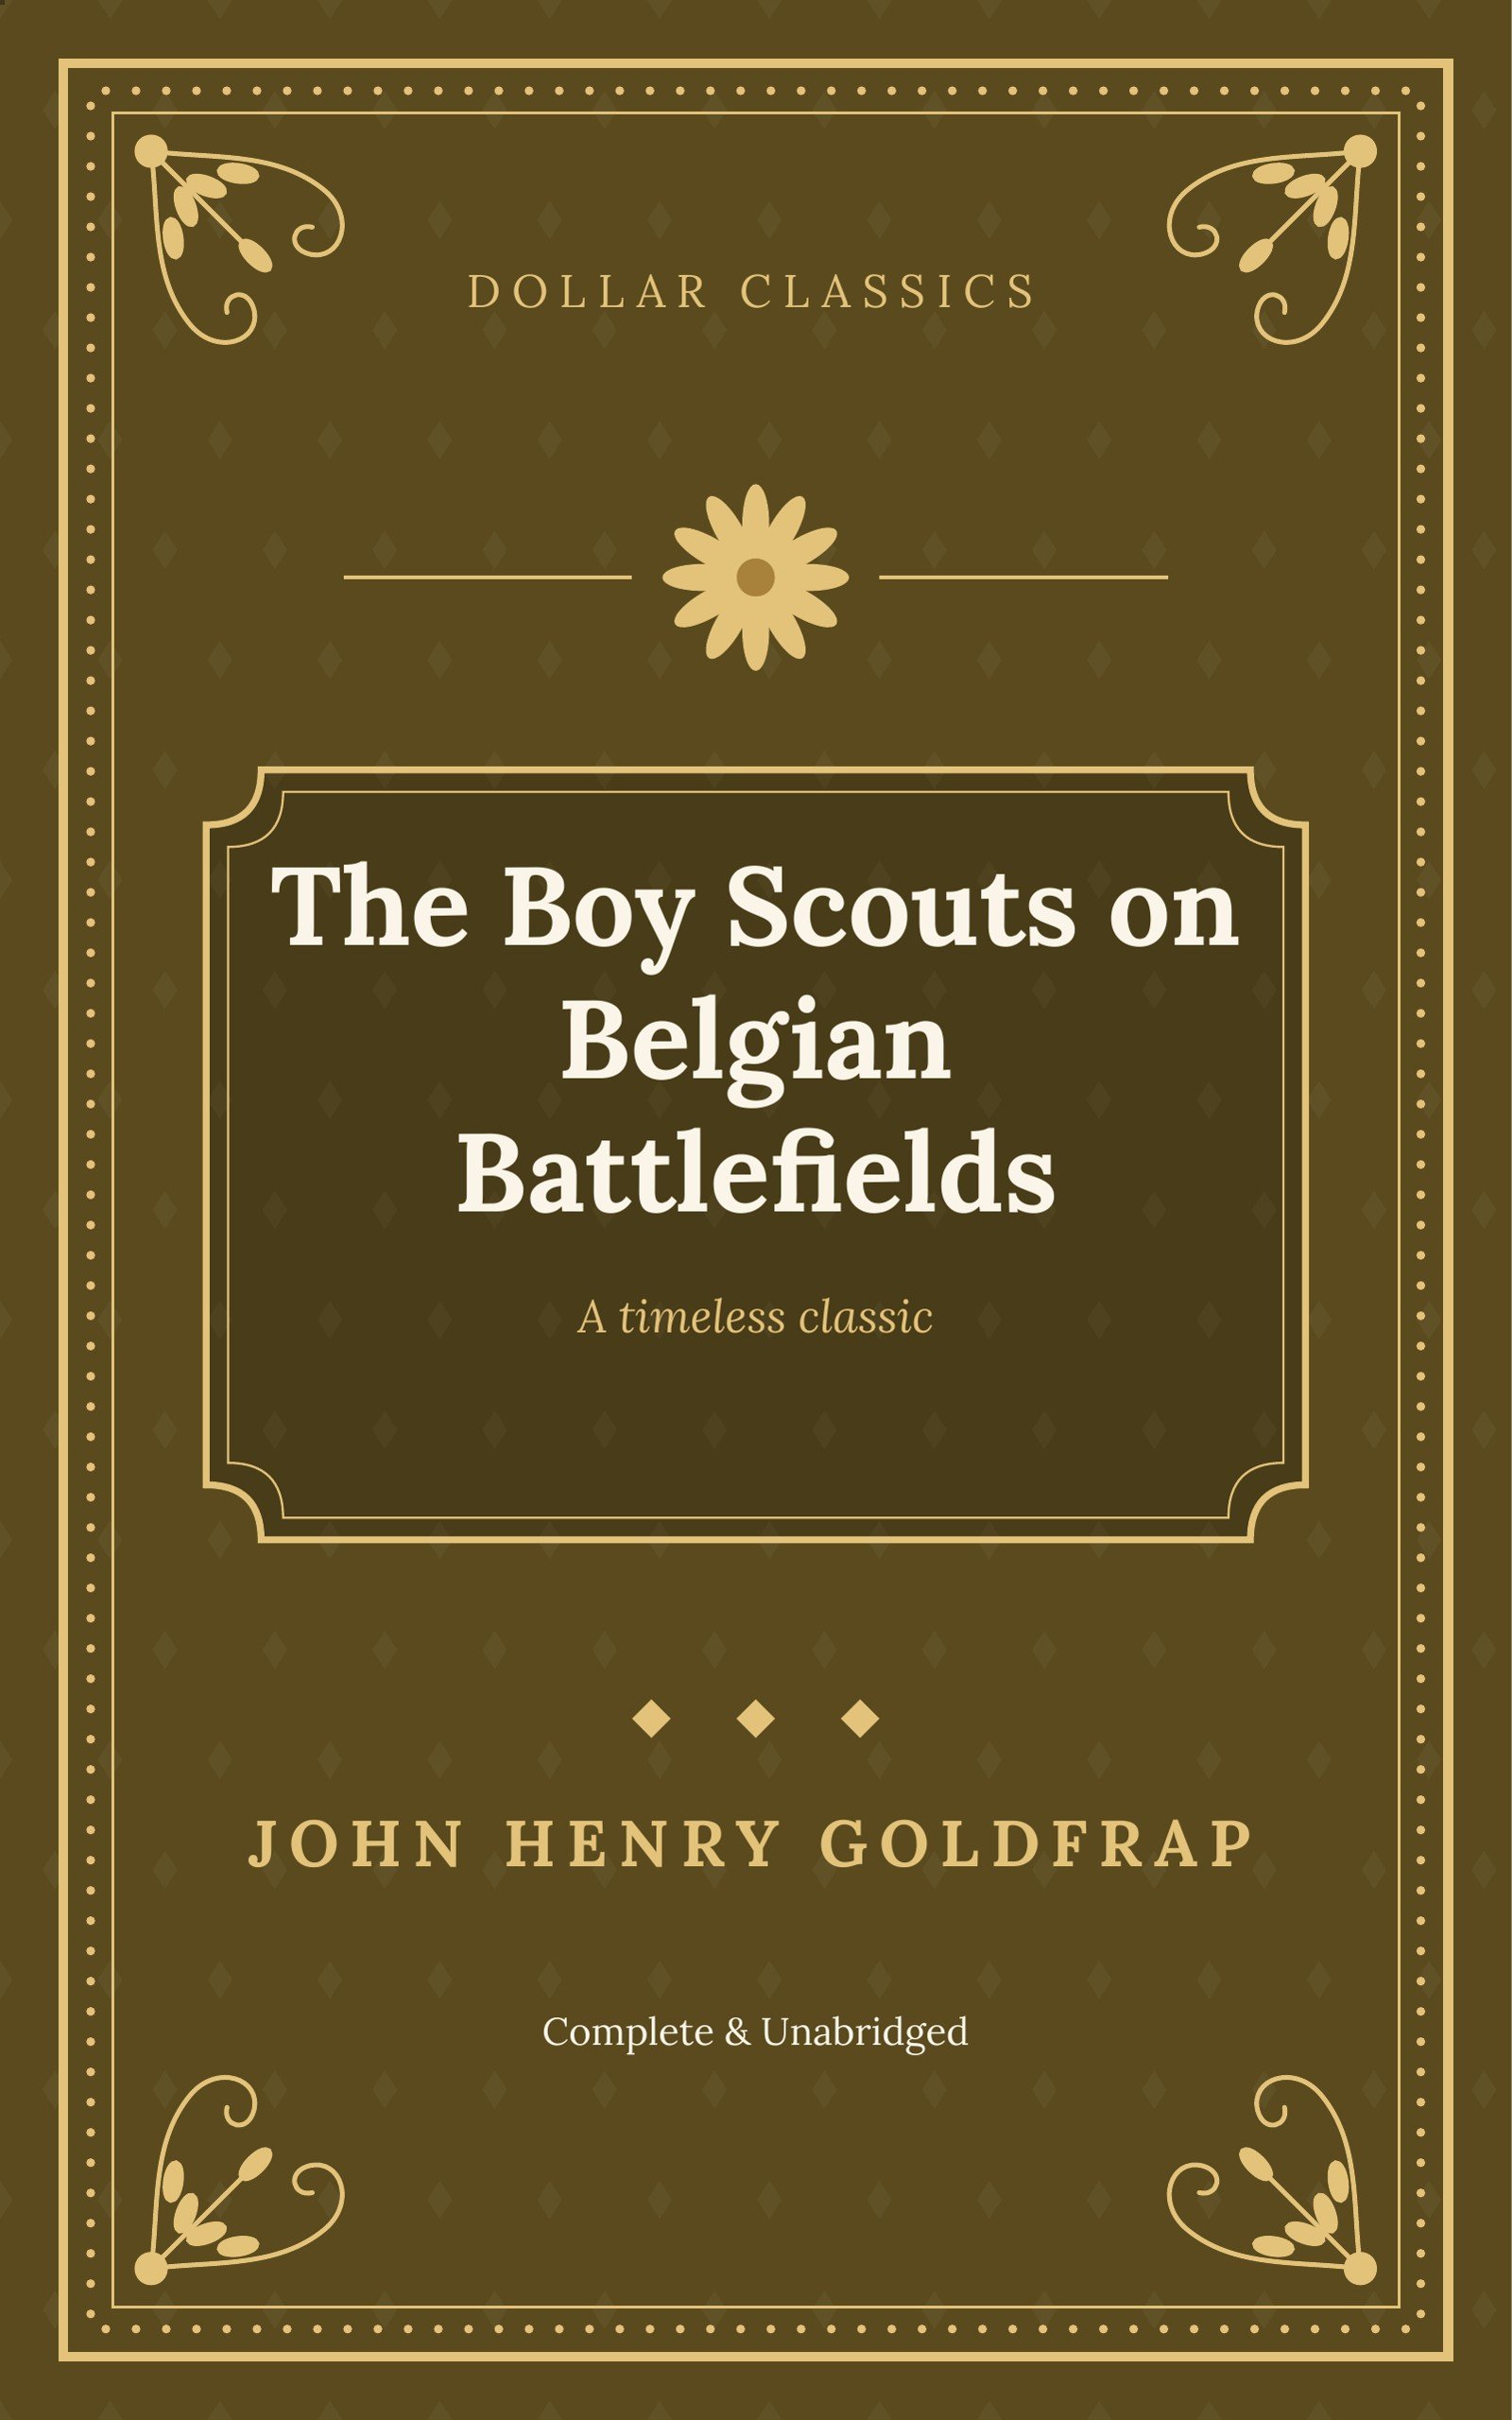 DOLLAR CLASSICS
The Boy Scouts on
Belgian
Battlefields
A timeless classic
JOHN HENRY GOLDFRAP
Complete & Unabridged